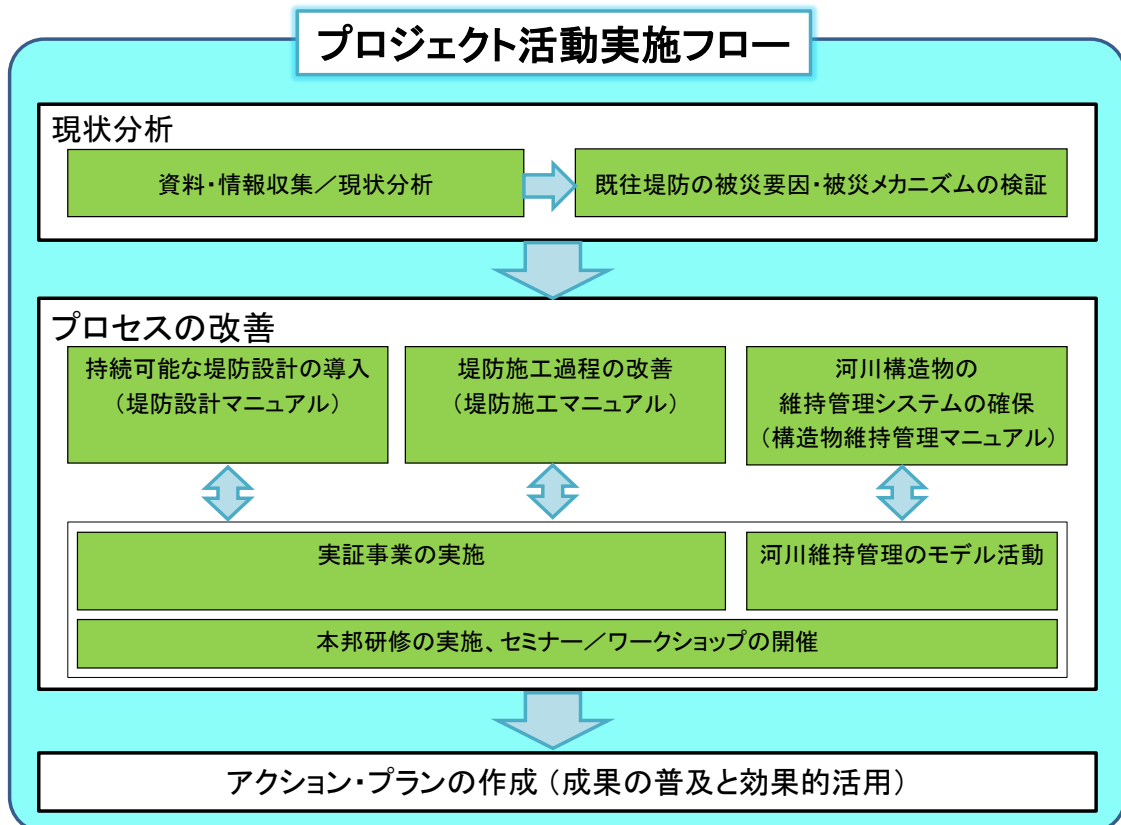 プロジェクト活動実施フロー
現状分析
資料・情報収集／現状分析
既往堤防の被災要因・被災メカニズムの検証
プロセスの改善
持続可能な堤防設計の導入
（堤防設計マニュアル）
堤防施工過程の改善
（堤防施工マニュアル）
河川構造物の
維持管理システムの確保
（構造物維持管理マニュアル）
実証事業の実施
河川維持管理のモデル活動
本邦研修の実施、セミナー／ワークショップの開催
アクション・プランの作成（成果の普及と効果的活用）